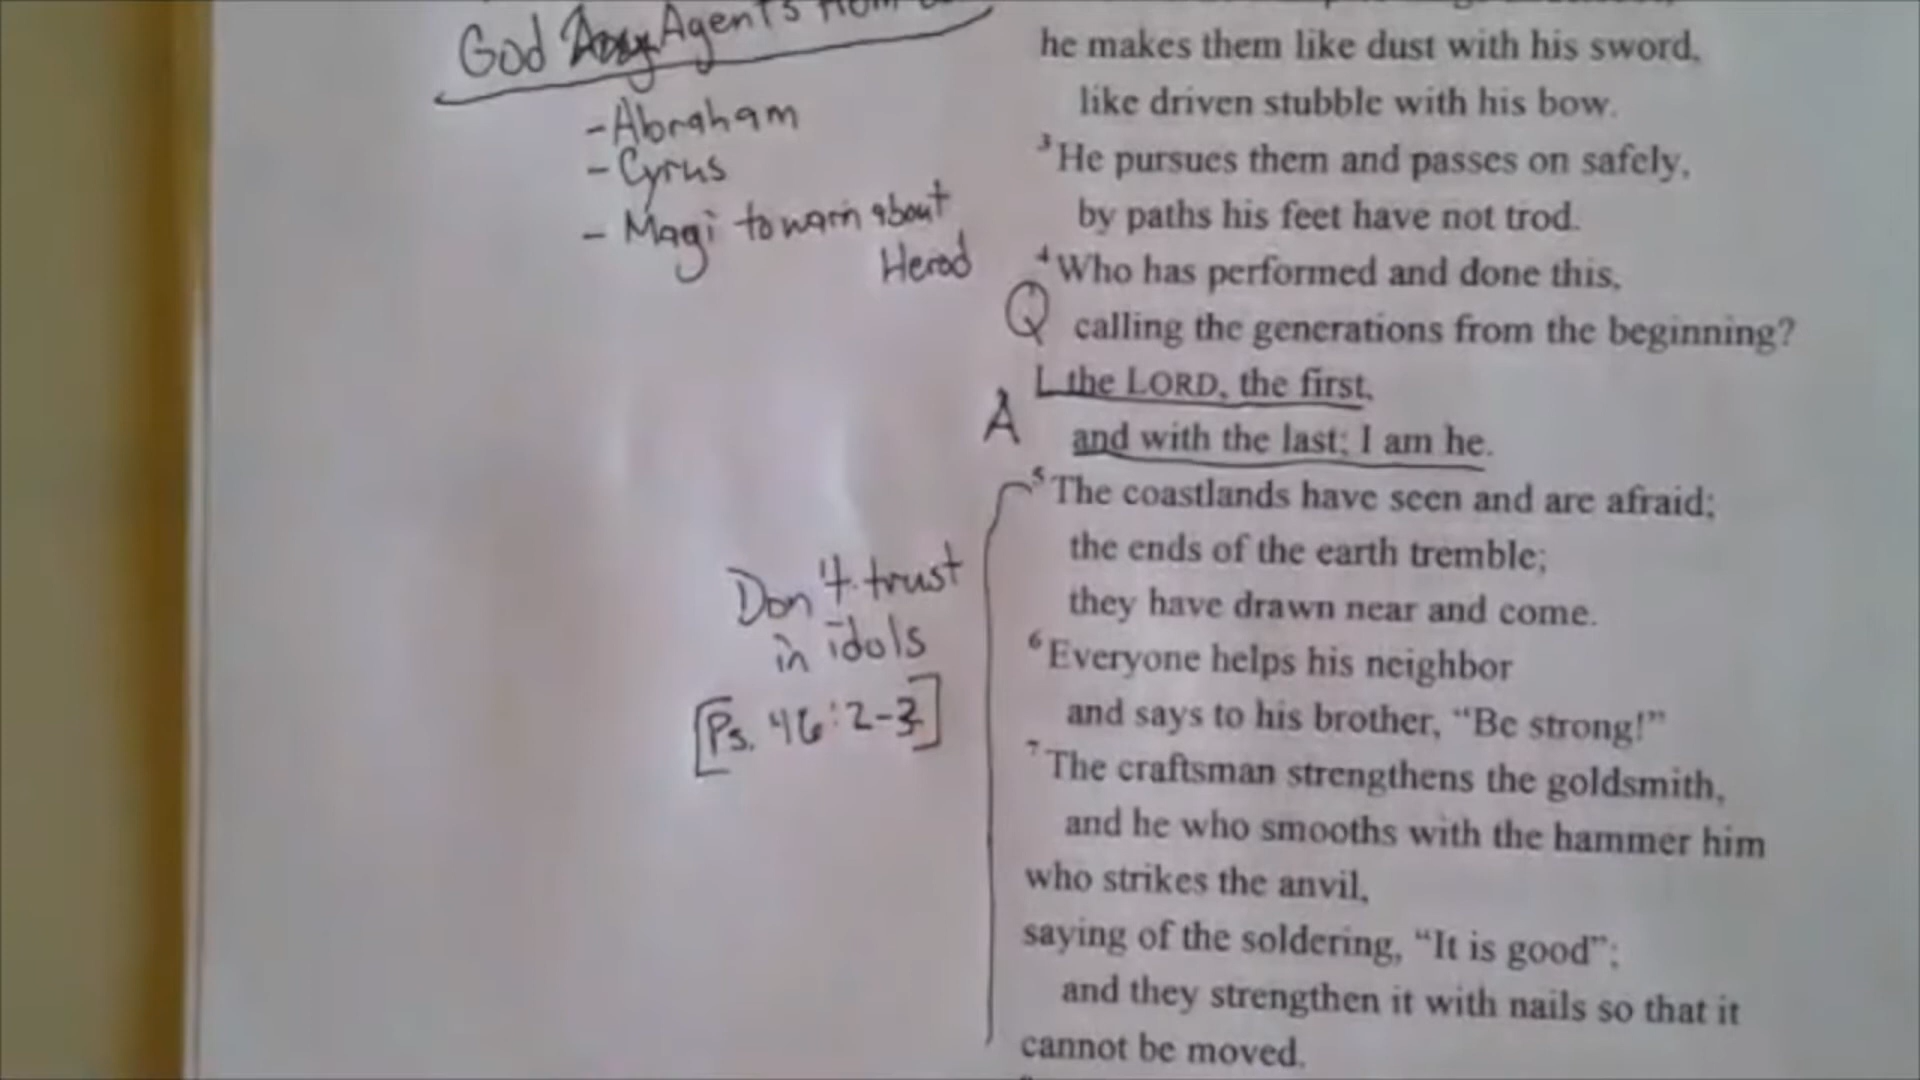 God Agents from
- Abraham
- Cyrus
- Magi to warn about
Herod
Don't trust
in idols
[Ps. 46:2-3]
he makes them like dust with his sword,
like driven stubble with his bow.
3 He pursues them and passes on safely,
by paths his feet have not trod.
4 Who has performed and done this,
Q calling the generations from the beginning?
I, the LORD, the first,
A and with the last; I am he.
5 The coastlands have seen and are afraid;
the ends of the earth tremble;
they have drawn near and come.
6 Everyone helps his neighbor
and says to his brother, “Be strong!”
7 The craftsman strengthens the goldsmith,
and he who smooths with the hammer him
who strikes the anvil,
saying of the soldering, “It is good”;
and they strengthen it with nails so that it
cannot be moved.